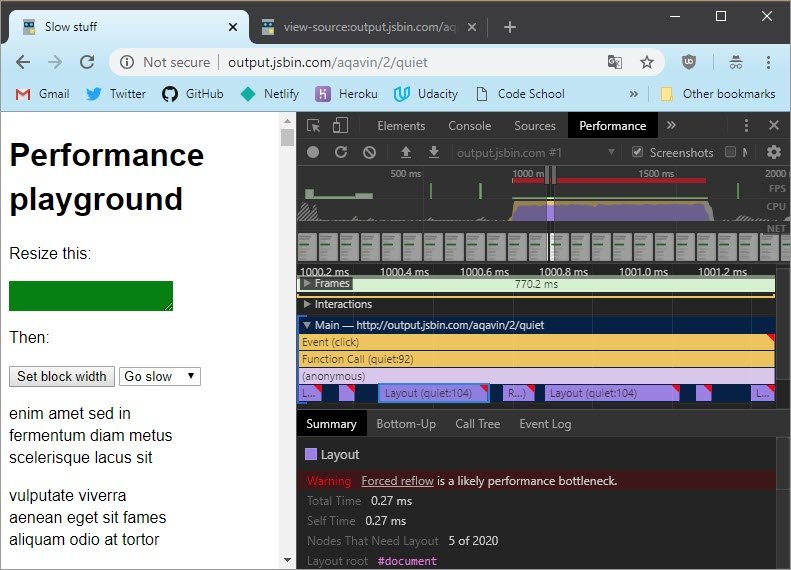 Slow stuff
view-source:output.jsbin.com/aq
Not secure | output.jsbin.com/aqavin/2/quiet
Gmail Twitter GitHub Netlify Heroku Udacity Code School » Other bookmarks
Performance
playground
Resize this:
Then:
Set block width Go slow
enim amet sed in
fermentum diam metus
scelerisque lacus sit
vulputate viverra
aenean eget sit fames
aliquam odio at tortor
Elements Console Sources Performance »
output.jsbin.com #1 Screenshots M
500 ms 1000 m 1500 ms 2000
FPS
CPU
NET
1000.2 ms 1000.4 ms 1000.6 ms 1000.8 ms 1001.0 ms 1001.2 ms
Frames 770.2 ms
Interactions
Main — http://output.jsbin.com/aqavin/2/quiet
Event (click)
Function Call (quiet:92)
(anonymous)
L... Layout (quiet:104) R...) Layout (quiet:104) L...
Summary Bottom-Up Call Tree Event Log
Layout
Warning Forced reflow is a likely performance bottleneck.
Total Time 0.27 ms
Self Time 0.27 ms
Nodes That Need Layout 5 of 2020
Layout root #document